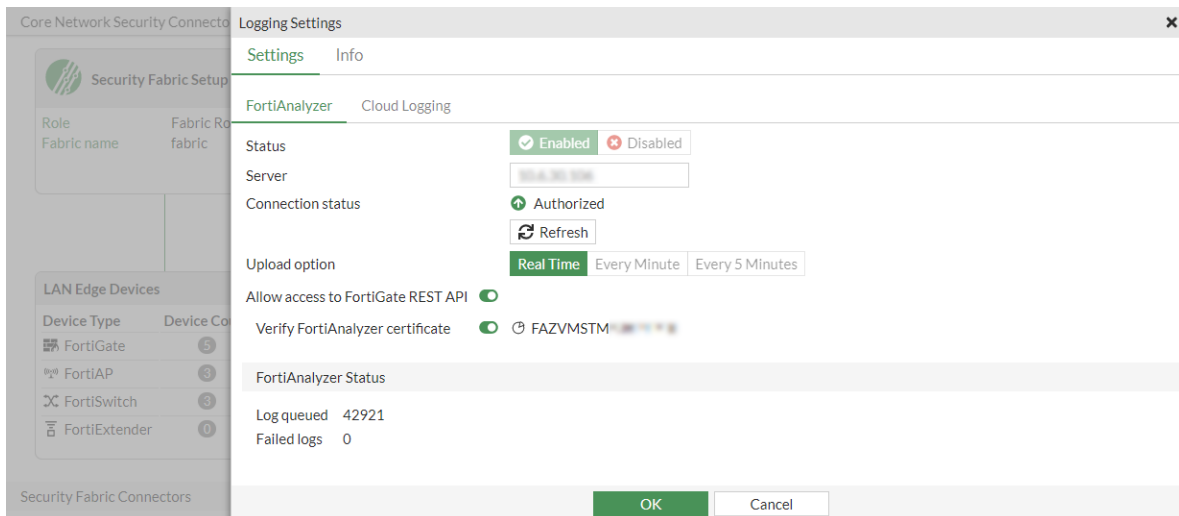 Core Network Security Connecto
Logging Settings
Settings Info
Security Fabric Setup
FortiAnalyzer Cloud Logging
Role Fabric Ro
Fabric name fabric
Status Enabled Disabled
Server
Connection status Authorized
Refresh
Upload option Real Time Every Minute Every 5 Minutes
LAN Edge Devices
Allow access to FortiGate REST API
Device Type Device Co
Verify FortiAnalyzer certificate FAZVMSTM
FortiGate 5
FortiAP 3
FortiAnalyzer Status
FortiSwitch 3
Log queued 42921
FortiExtender 0
Failed logs 0
Security Fabric Connectors
OK Cancel